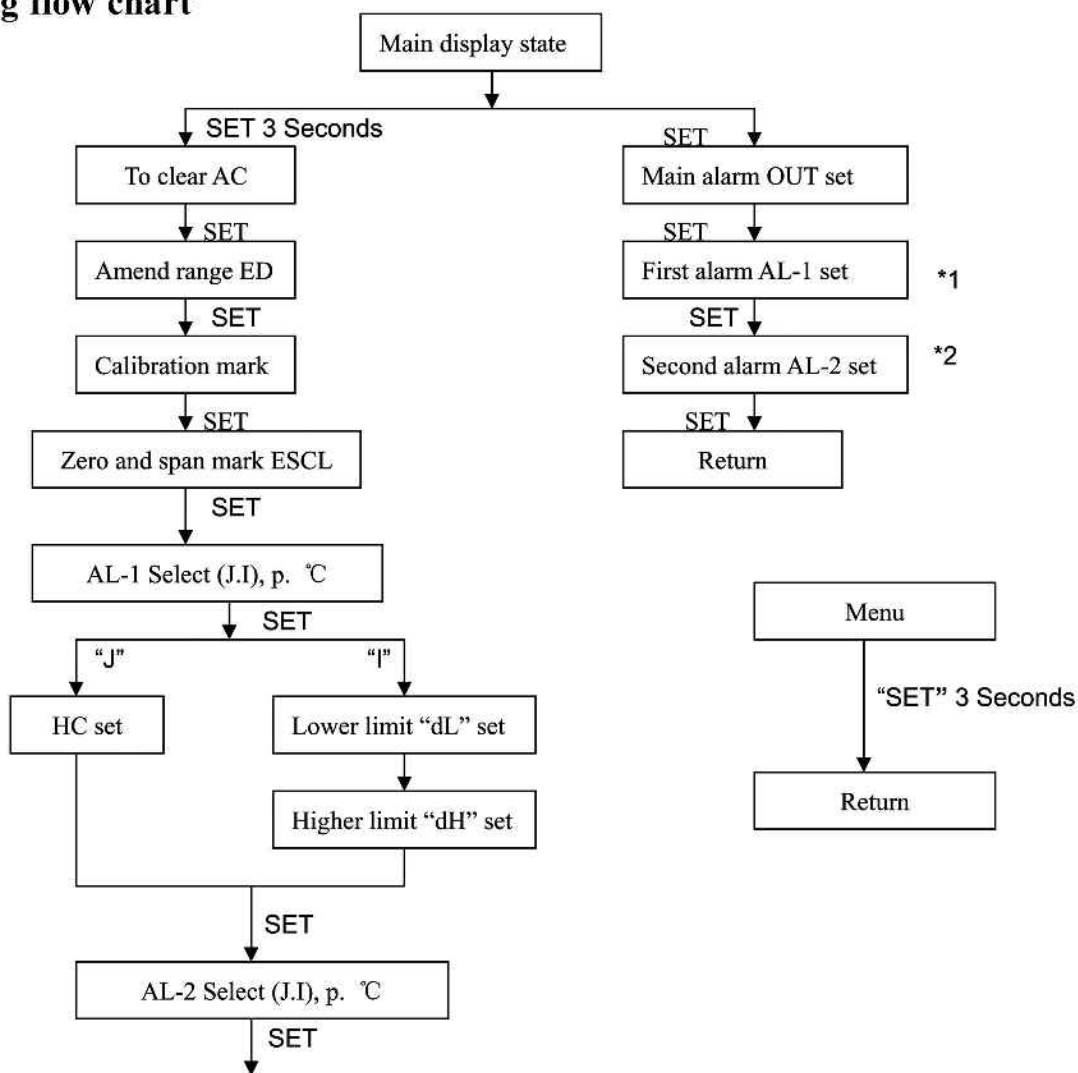 g flow chart
Main display state
SET 3 Seconds
SET
To clear AC
Main alarm OUT set
SET
SET
Amend range ED
First alarm AL-1 set
*1
SET
SET
Calibration mark
Second alarm AL-2 set
*2
SET
SET
Zero and span mark ESCL
Return
SET
AL-1 Select (J.I), p. ℃
Menu
SET
“J”
“I”
“SET” 3 Seconds
HC set
Lower limit “dL” set
Return
Higher limit “dH” set
SET
AL-2 Select (J.I), p. ℃
SET